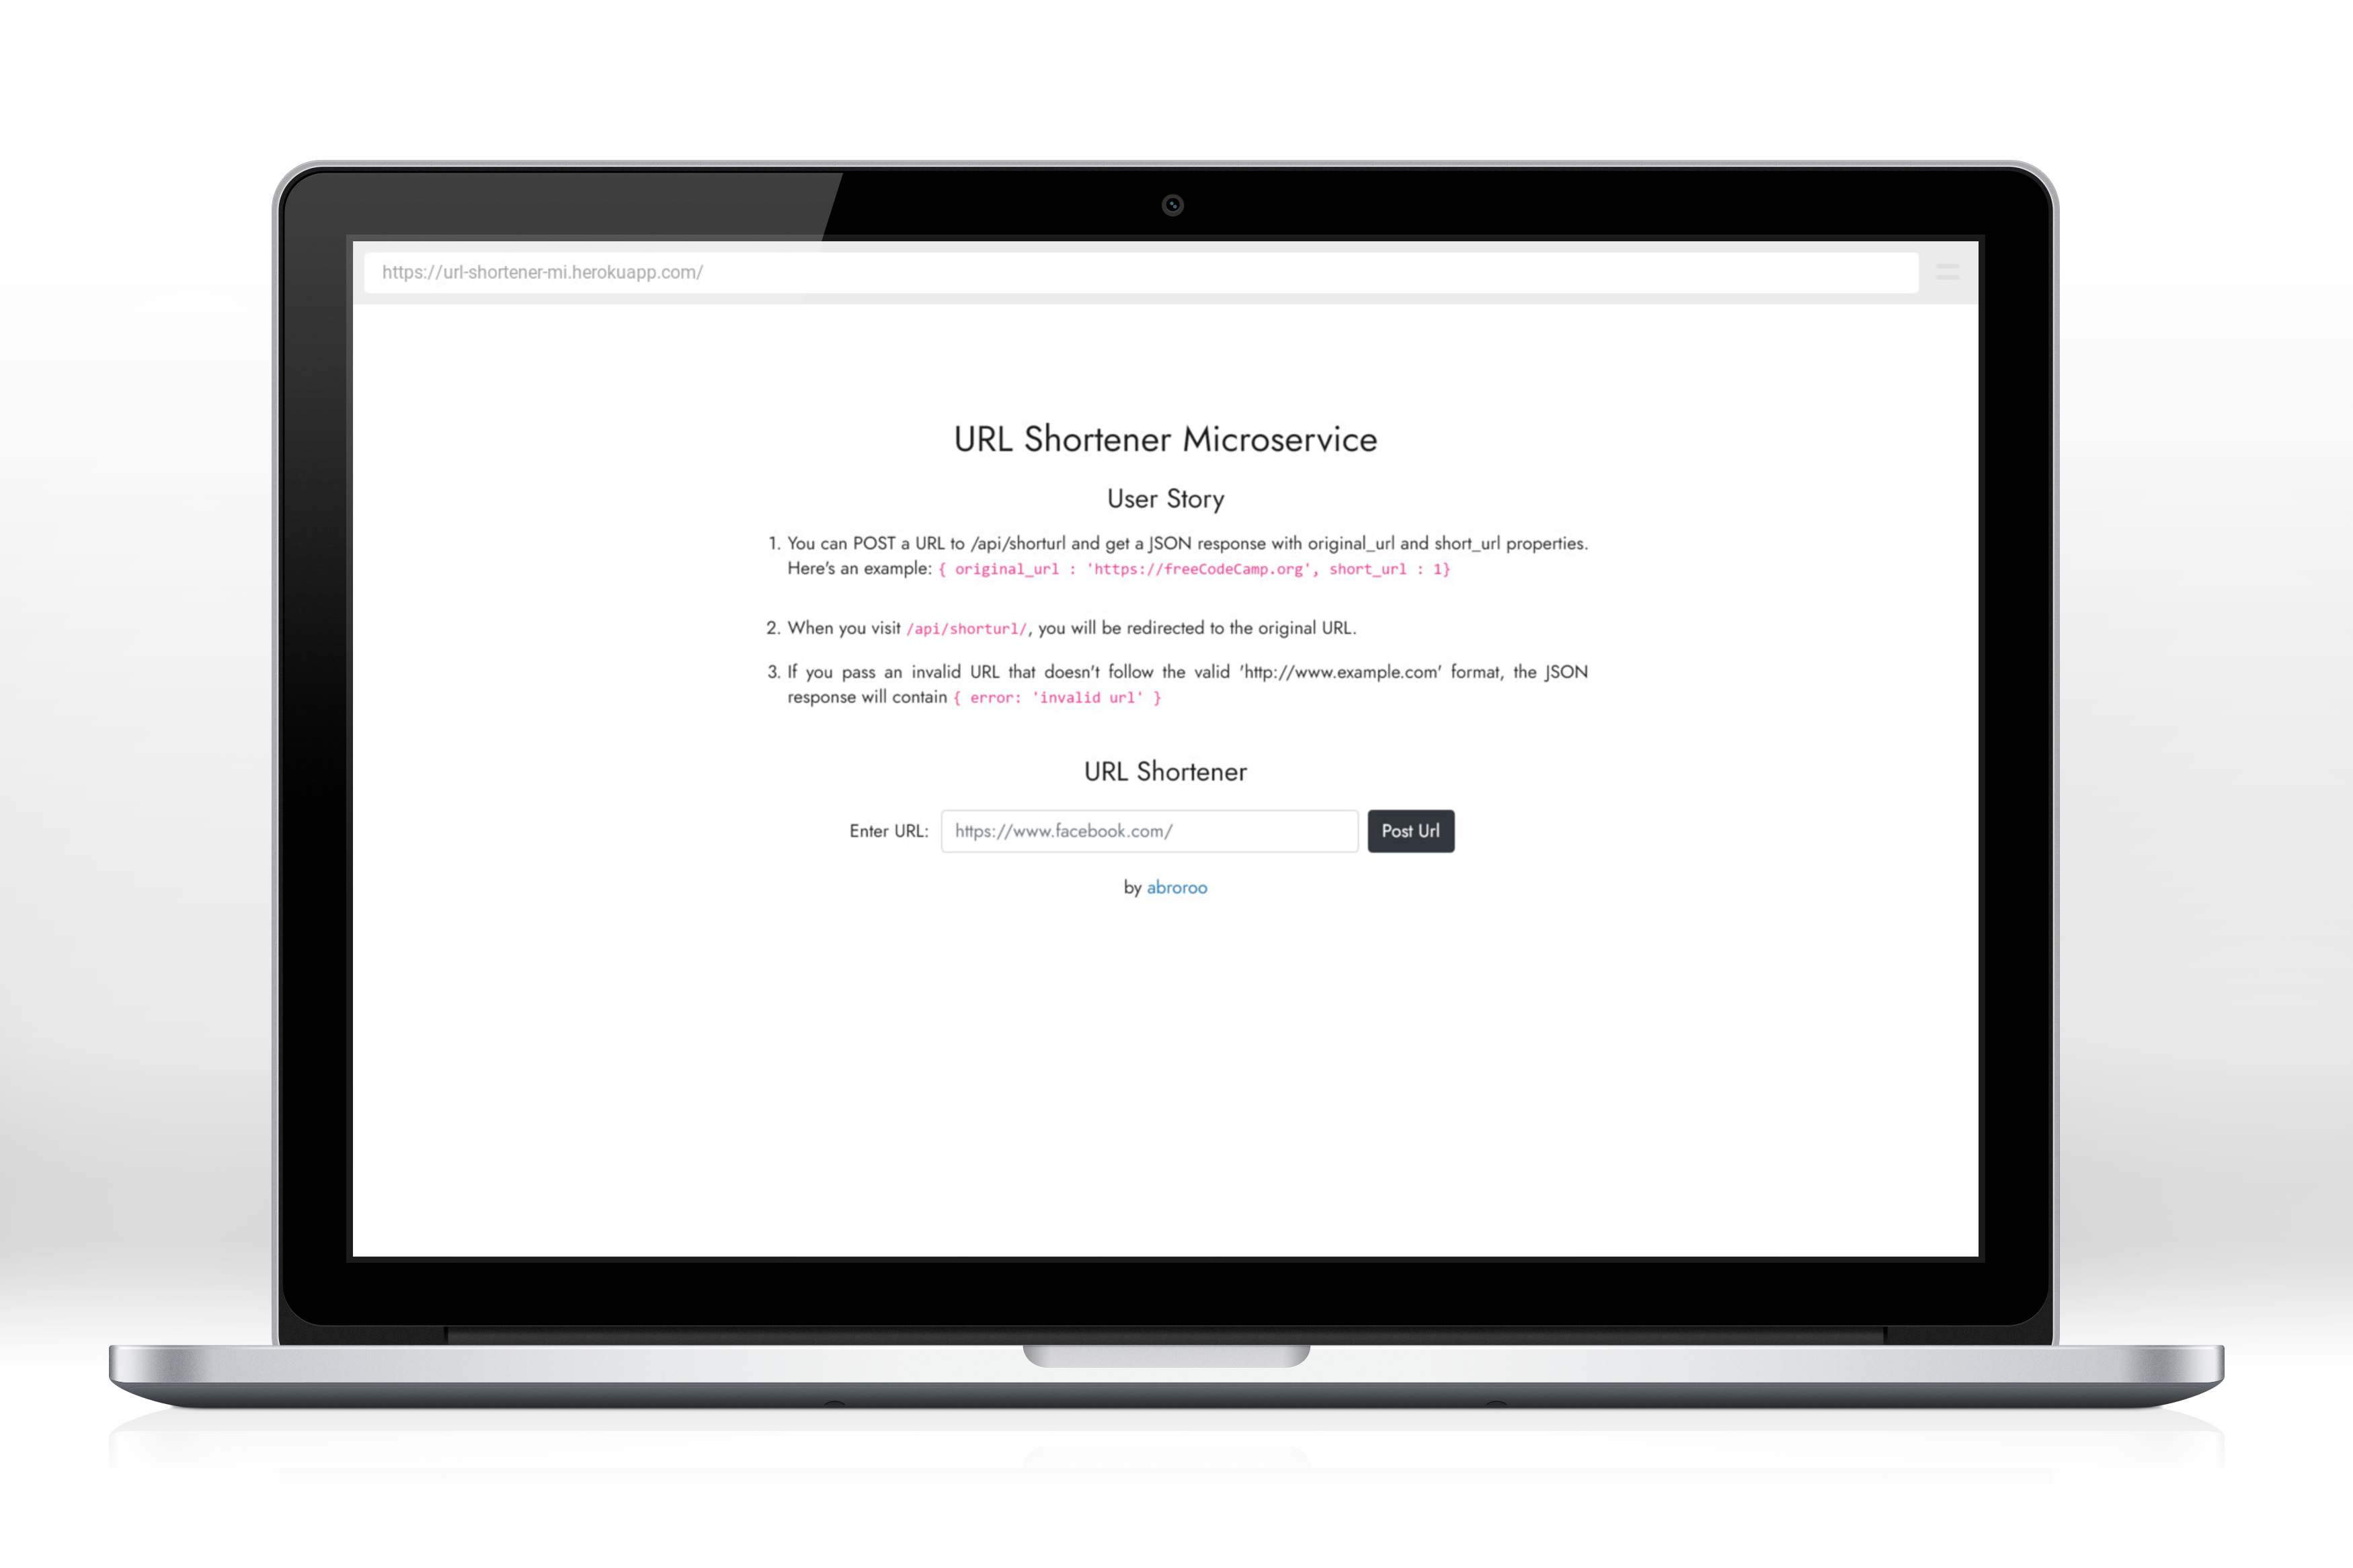 https://url-shortener-mi.herokuapp.com/
URL Shortener Microservice
User Story
1. You can POST a URL to /api/shorturl and get a JSON response with original_url and short_url properties.
Here's an example: { original_url : 'https://freeCodeCamp.org', short_url : 1}
2. When you visit /api/shorturl/, you will be redirected to the original URL.
3. If you pass an invalid URL that doesn't follow the valid 'http://www.example.com' format, the JSON
response will contain { error: 'invalid url' }
URL Shortener
Enter URL: https://www.facebook.com/ Post Url
by abroroo